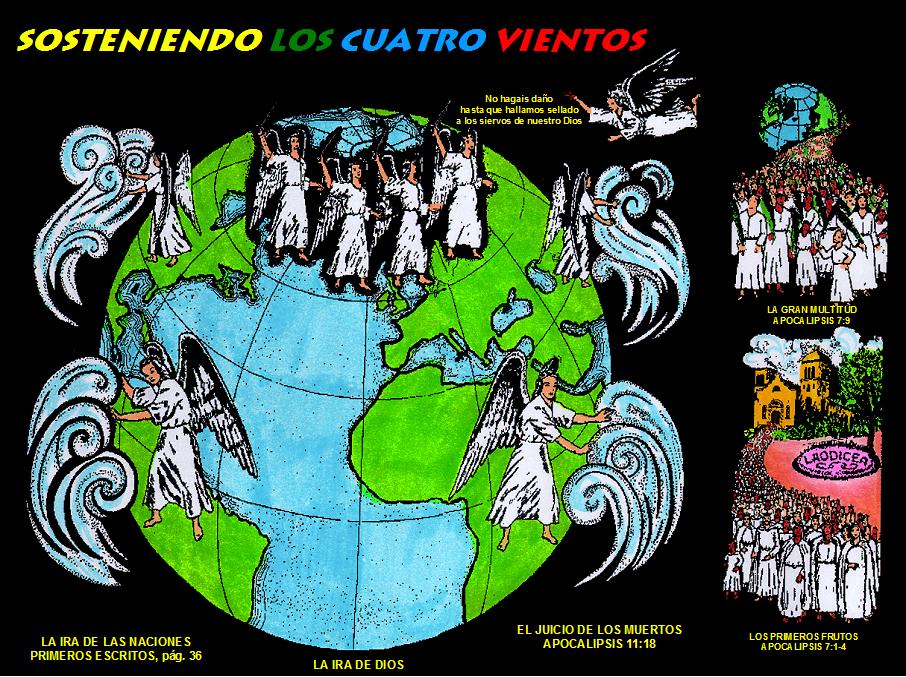 SOSTENIENDO LOS CUATRO VIENTOS
No hagais daño
hasta que hallamos sellado
a los siervos de nuestro Dios
LA GRAN MULTITUD
APOCALIPSIS 7:9
LAODICEA
LA IRA DE LAS NACIONES
PRIMEROS ESCRITOS, pág. 36
LA IRA DE DIOS
EL JUICIO DE LOS MUERTOS
APOCALIPSIS 11:18
LOS PRIMEROS FRUTOS
APOCALIPSIS 7:1-4